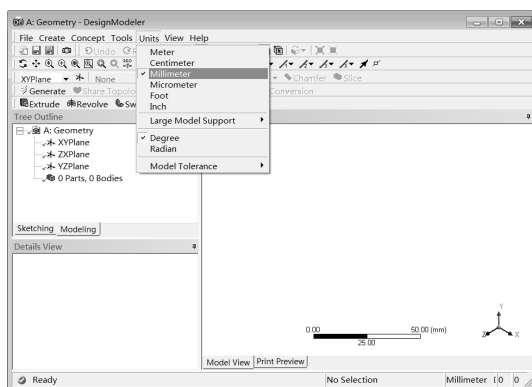 A: Geometry - DesignModeler
File Create Concept Tools Units View Help
Undo
XYPlane None
Chamfer Slice
Generate Share Topolo
Conversion
Extrude Revolve Sw
Meter
Centimeter
Millimeter
Micrometer
Foot
Inch
Large Model Support
Degree
Radian
Model Tolerance
Tree Outline
A: Geometry
XYPlane
ZXPlane
YZPlane
0 Parts, 0 Bodies
Sketching Modeling
Details View
0.00 50.00 (mm)
25.00
Y
Z X
Model View Print Preview
Ready No Selection Millimeter 0 0